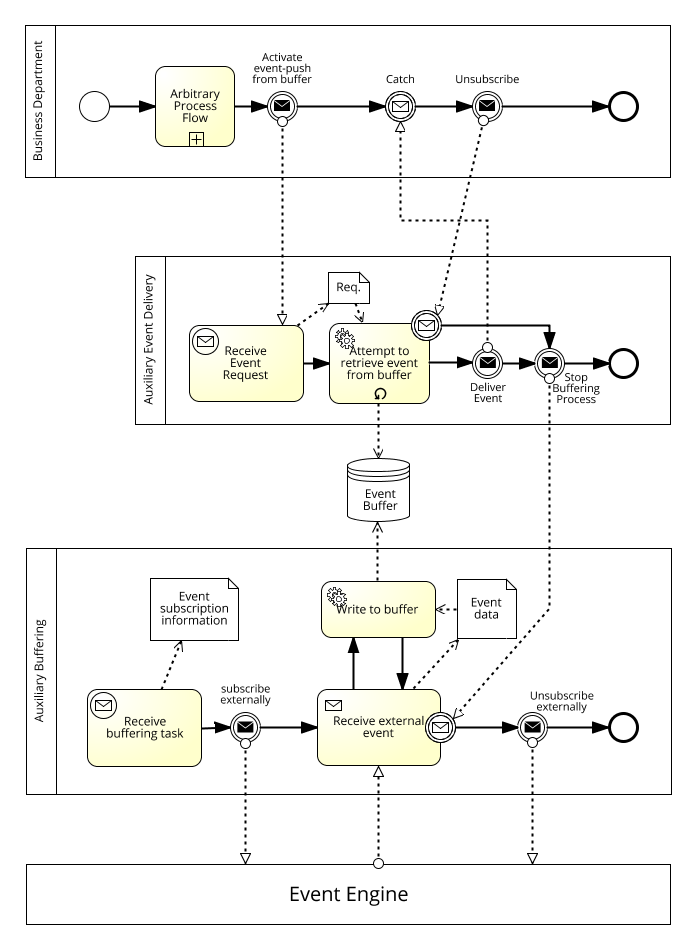 Business Department
Activate
event-push
from buffer
Catch
Unsubscribe
Arbitrary
Process
Flow
Auxiliary Event Delivery
Req.
Receive
Event
Request
Attempt to
retrieve event
from buffer
Deliver
Event
Stop
Buffering
Process
Event
Buffer
Auxiliary Buffering
Event
subscription
information
Write to buffer
Event
data
subscribe
externally
Receive
buffering task
Receive external
event
Unsubscribe
externally
Event Engine